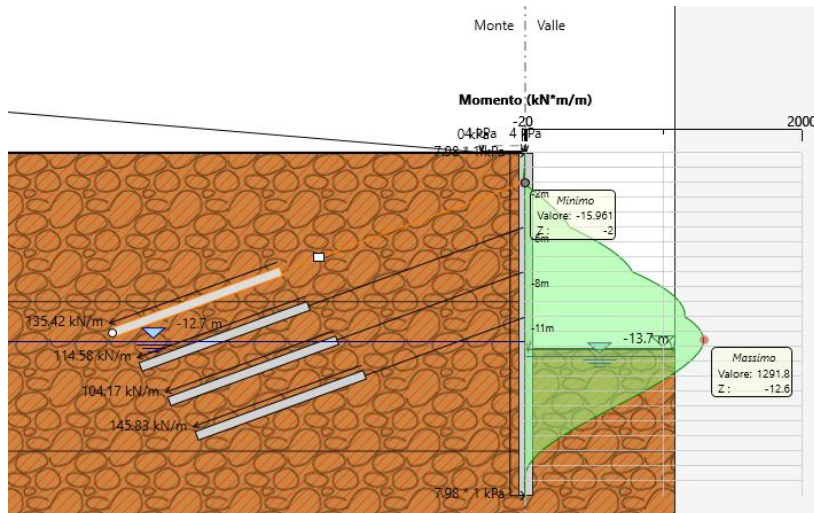 Monte Valle
Momento (kN*m/m)
-20 2000
4 kPa
7.98 * 1 kPa
-2m
Minimo
Valore: -15.961
Z : -2
-8m
135.42 kN/m
-12.7 m
-11m
-13.7 m
114.58 kN/m
Massimo
Valore: 1291.8
Z : -12.6
104.17 kN/m
145.83 kN/m
7.98 * 1 kPa